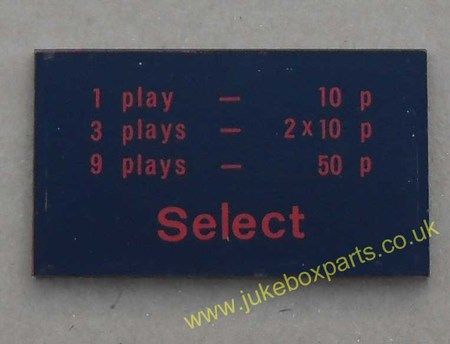 1 play – 10 p
3 plays – 2x10 p
9 plays – 50 p
Select
www.jukeboxparts.co.uk